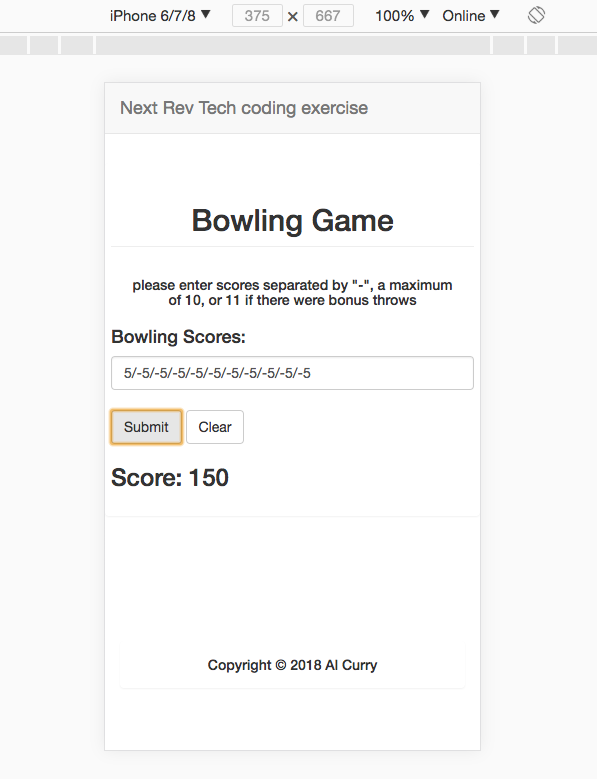 iPhone 6/7/8 ▼ 375 × 667 100% ▼ Online ▼
Next Rev Tech coding exercise
Bowling Game
please enter scores separated by "-", a maximum
of 10, or 11 if there were bonus throws
Bowling Scores:
5/-5/-5/-5/-5/-5/-5/-5/-5/-5/-5
Submit Clear
Score: 150
Copyright © 2018 Al Curry